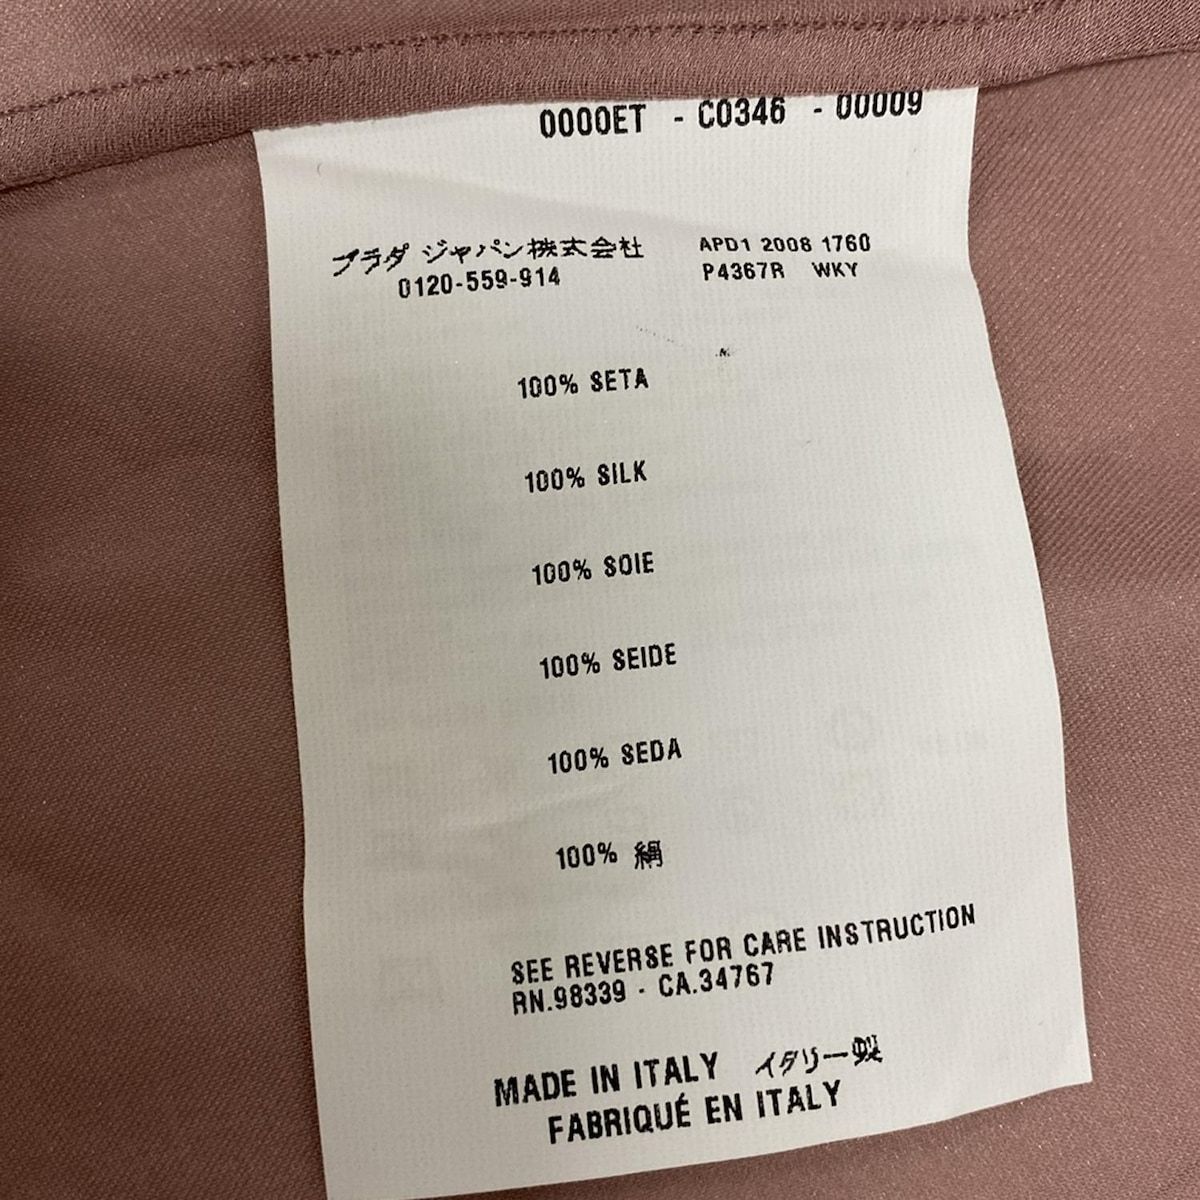 0000ET - C0346 - 00009
プラダ ジャパン株式会社 APD1 2008 1760
0120-559-914 P4367R WKY
100% SETA
100% SILK
100% SOIE
100% SEIDE
100% SEDA
100% 絹
SEE REVERSE FOR CARE INSTRUCTION
RN.98339 - CA.34767
MADE IN ITALY イタリー製
FABRIQUÉ EN ITALY